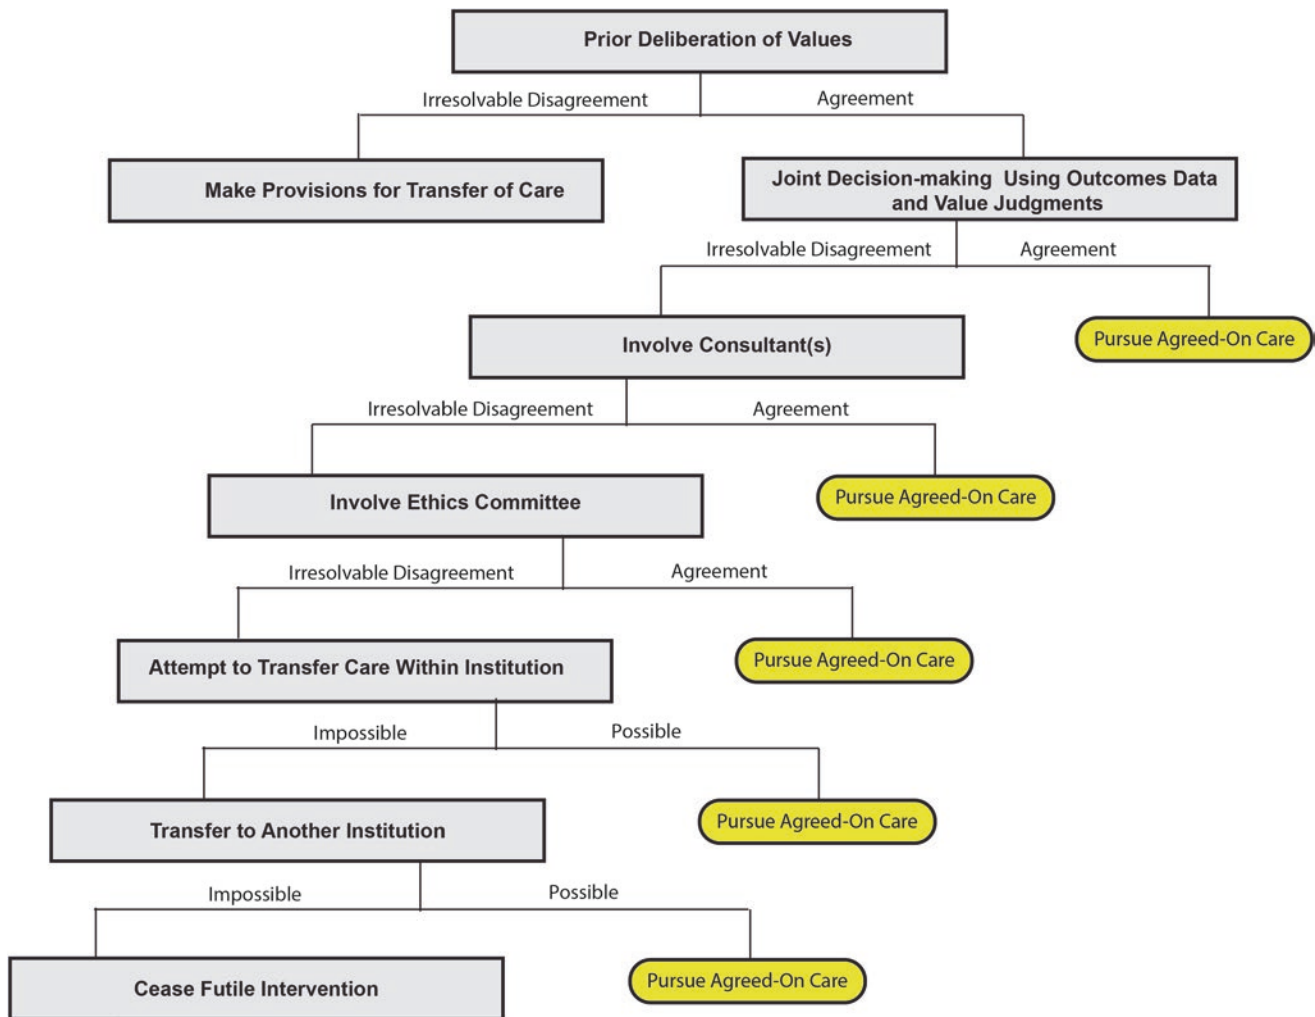 Prior Deliberation of Values
Irresolvable Disagreement
Agreement
Make Provisions for Transfer of Care
Joint Decision-making Using Outcomes Data
and Value Judgments
Irresolvable Disagreement
Agreement
Involve Consultant(s)
Pursue Agreed-On Care
Irresolvable Disagreement
Agreement
Involve Ethics Committee
Pursue Agreed-On Care
Irresolvable Disagreement
Agreement
Attempt to Transfer Care Within Institution
Pursue Agreed-On Care
Impossible
Possible
Transfer to Another Institution
Pursue Agreed-On Care
Impossible
Possible
Cease Futile Intervention
Pursue Agreed-On Care